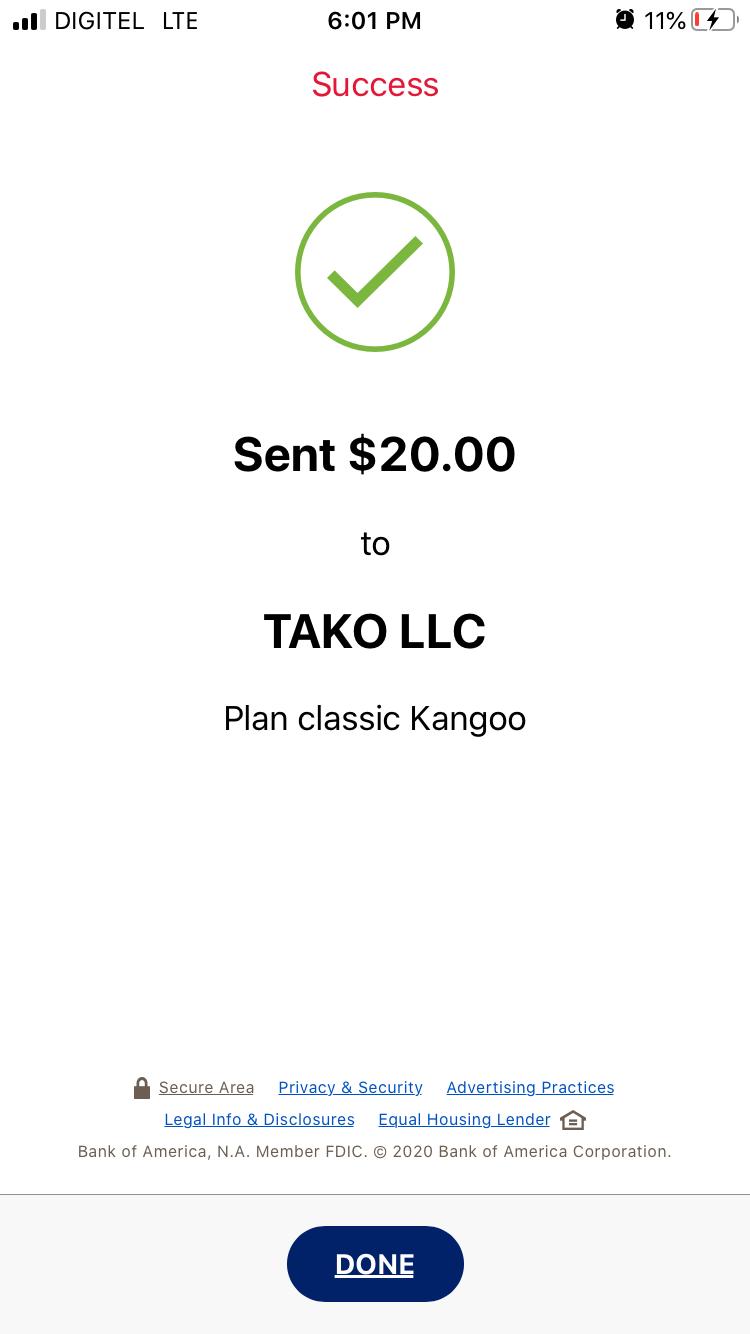 DIGITEL LTE 6:01 PM 11%
Success
Sent $20.00
to
TAKO LLC
Plan classic Kangoo
Secure Area Privacy & Security Advertising Practices
Legal Info & Disclosures Equal Housing Lender
Bank of America, N.A. Member FDIC. © 2020 Bank of America Corporation.
DONE